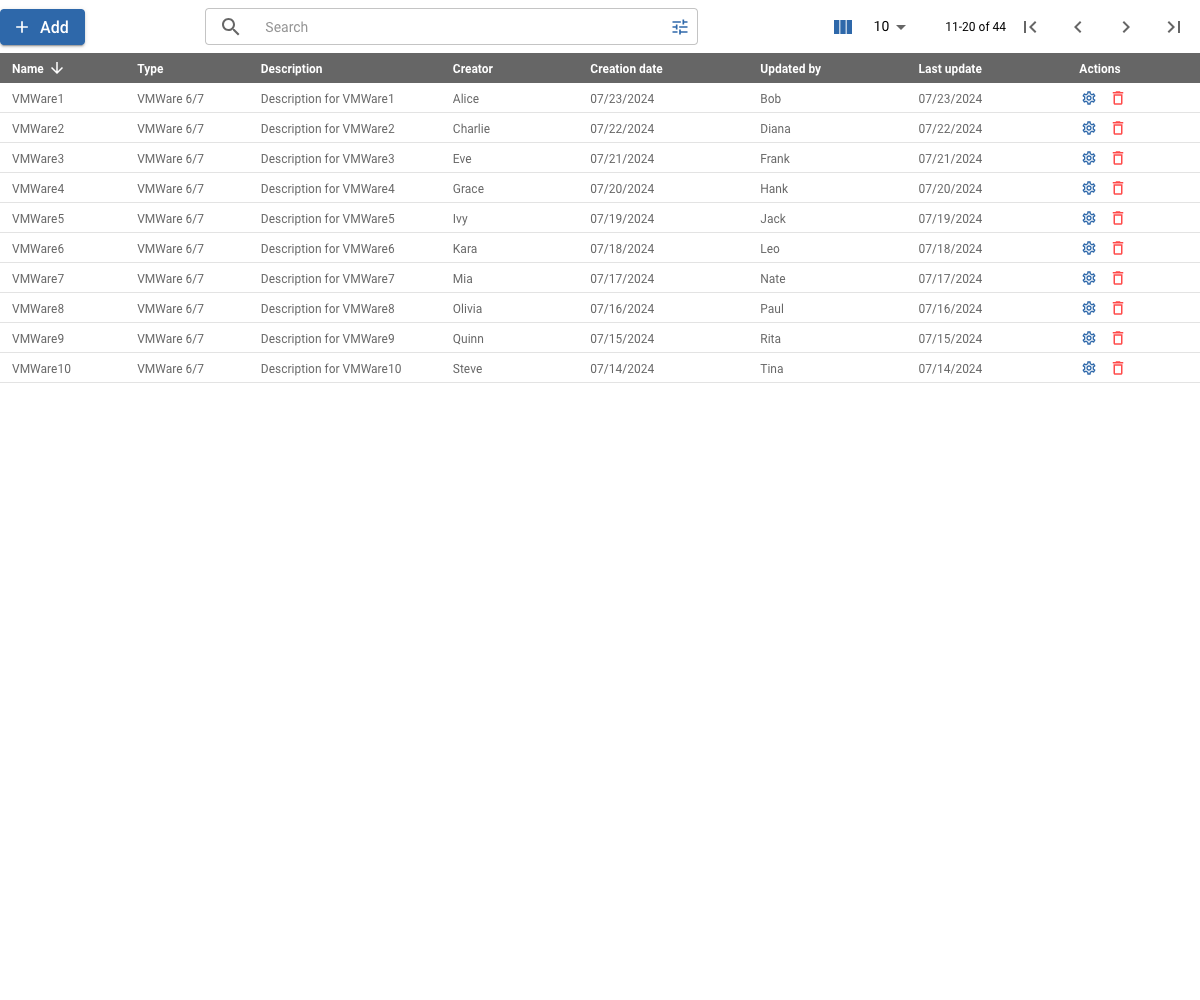 Add Search 10 11-20 of 44
Name Type Description Creator Creation date Updated by Last update Actions
VMWare1 VMWare 6/7 Description for VMWare1 Alice 07/23/2024 Bob 07/23/2024
VMWare2 VMWare 6/7 Description for VMWare2 Charlie 07/22/2024 Diana 07/22/2024
VMWare3 VMWare 6/7 Description for VMWare3 Eve 07/21/2024 Frank 07/21/2024
VMWare4 VMWare 6/7 Description for VMWare4 Grace 07/20/2024 Hank 07/20/2024
VMWare5 VMWare 6/7 Description for VMWare5 Ivy 07/19/2024 Jack 07/19/2024
VMWare6 VMWare 6/7 Description for VMWare6 Kara 07/18/2024 Leo 07/18/2024
VMWare7 VMWare 6/7 Description for VMWare7 Mia 07/17/2024 Nate 07/17/2024
VMWare8 VMWare 6/7 Description for VMWare8 Olivia 07/16/2024 Paul 07/16/2024
VMWare9 VMWare 6/7 Description for VMWare9 Quinn 07/15/2024 Rita 07/15/2024
VMWare10 VMWare 6/7 Description for VMWare10 Steve 07/14/2024 Tina 07/14/2024